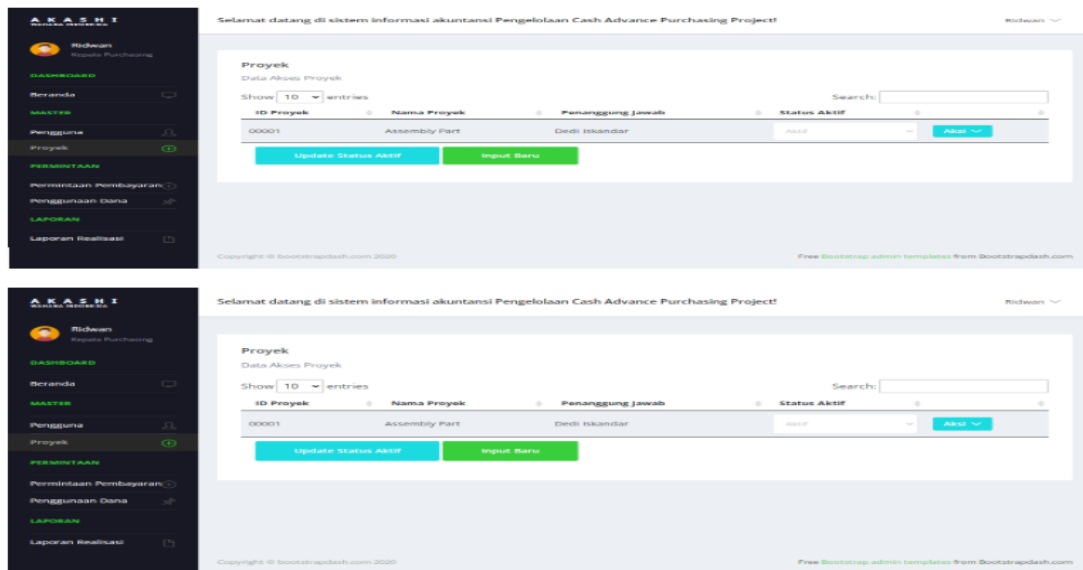 A K A S H I
WAHANA INDONESIA
Selamat datang di sistem informasi akuntansi Pengelolaan Cash Advance Purchasing Project!
Ridwan
Ridwan
Kepala Purchasing
DASHBOARD
Beranda
MASTER
Pengguna
Proyek
PERMINTAAN
Permintaan Pembayaran
Penggunaan Dana
LAPORAN
Laporan Realisasi
Proyek
Data Akses Proyek
Show 10 entries
Search:
ID Proyek Nama Proyek Penanggung Jawab Status Aktif
00001 Assembly Part Dedi Iskandar Aktif Aksi
Update Status Aktif Input Baru
Copyright © bootstrapdash.com 2020
Free Bootstrap admin templates from Bootstrapdash.com
A K A S H I
WAHANA INDONESIA
Selamat datang di sistem informasi akuntansi Pengelolaan Cash Advance Purchasing Project!
Ridwan
Ridwan
Kepala Purchasing
DASHBOARD
Beranda
MASTER
Pengguna
Proyek
PERMINTAAN
Permintaan Pembayaran
Penggunaan Dana
LAPORAN
Laporan Realisasi
Proyek
Data Akses Proyek
Show 10 entries
Search:
ID Proyek Nama Proyek Penanggung Jawab Status Aktif
00001 Assembly Part Dedi Iskandar Aktif Aksi
Update Status Aktif Input Baru
Copyright © bootstrapdash.com 2020
Free Bootstrap admin templates from Bootstrapdash.com